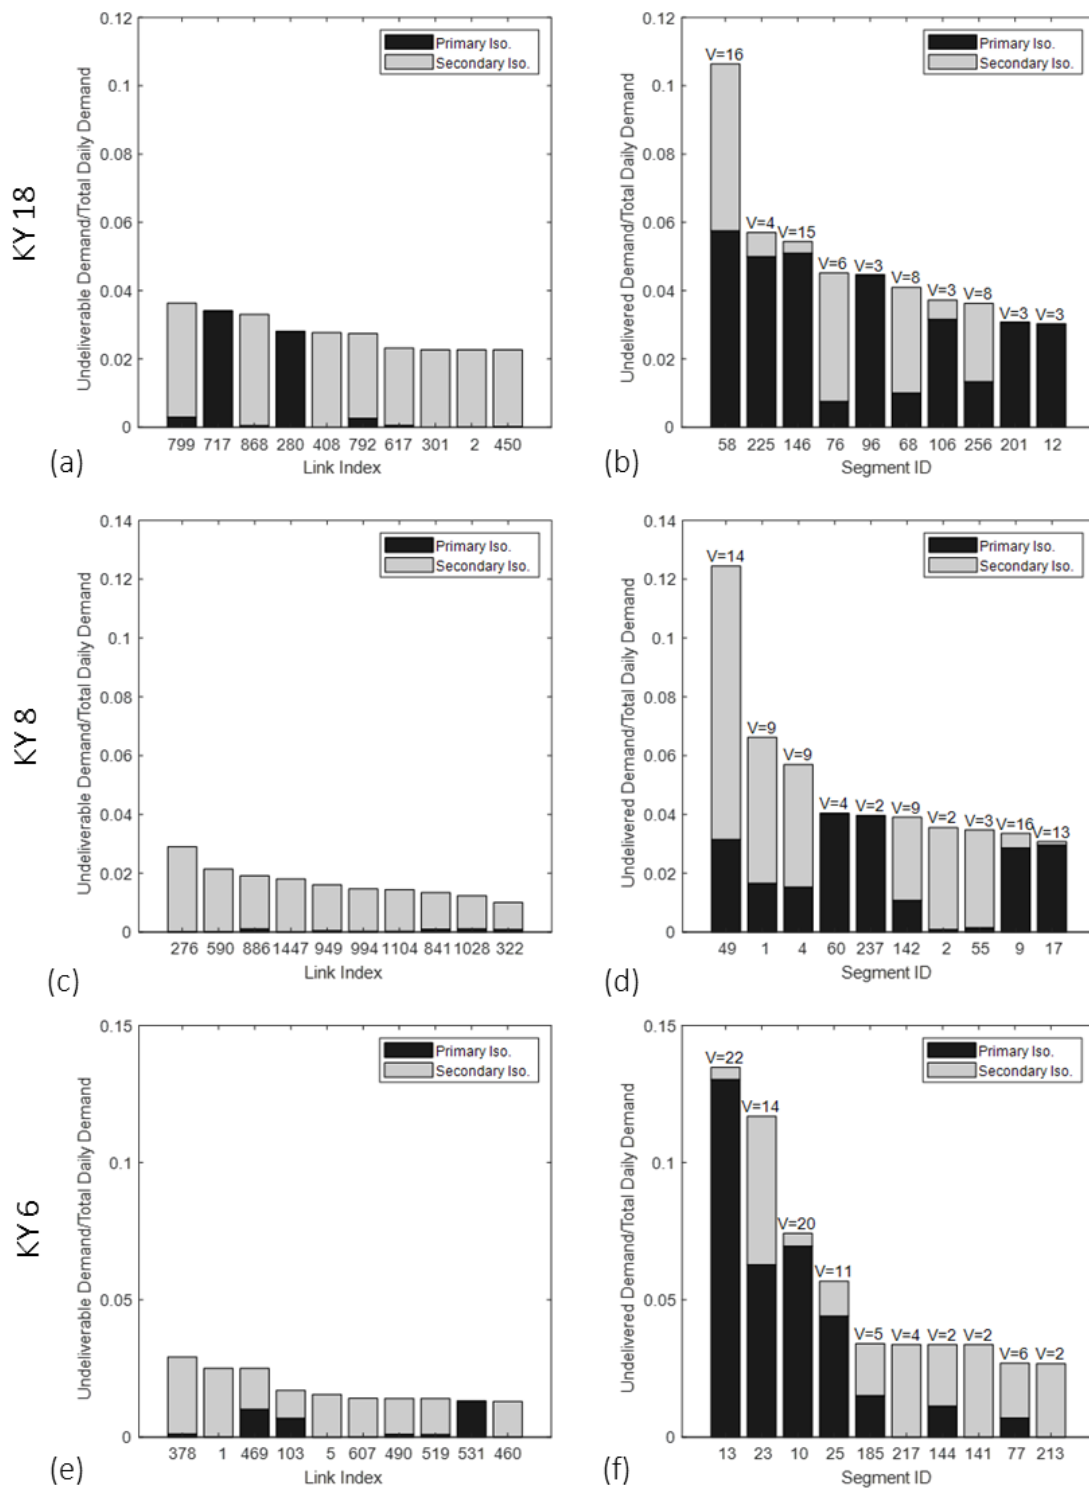 KY 18
0.12
0.1
0.08
0.06
0.04
0.02
0
Undeliverable Demand/Total Daily Demand
Primary Iso.
Secondary Iso.
799 717 868 280 408 792 617 301 2 450
Link Index
(a)
0.12
0.1
0.08
0.06
0.04
0.02
0
Undelivered Demand/Total Daily Demand
Primary Iso.
Secondary Iso.
V=16
V=4 V=15
V=6 V=3
V=8
V=3 V=8
V=3 V=3
58 225 146 76 96 68 106 256 201 12
Segment ID
(b)
KY 8
0.14
0.12
0.1
0.08
0.06
0.04
0.02
0
Undeliverable Demand/Total Daily Demand
Primary Iso.
Secondary Iso.
276 590 886 1447 949 994 1104 841 1028 322
Link Index
(c)
0.14
0.12
0.1
0.08
0.06
0.04
0.02
0
Undelivered Demand/Total Daily Demand
Primary Iso.
Secondary Iso.
V=14
V=9
V=9
V=4 V=2 V=9
V=2 V=3 V=16
V=13
49 1 4 60 237 142 2 55 9 17
Segment ID
(d)
KY 6
0.15
0.1
0.05
0
Undeliverable Demand/Total Daily Demand
Primary Iso.
Secondary Iso.
378 1 469 103 5 607 490 519 531 460
Link Index
(e)
0.15
0.1
0.05
0
Undelivered Demand/Total Daily Demand
Primary Iso.
Secondary Iso.
V=22
V=14
V=20
V=11
V=5 V=4 V=2 V=2
V=6 V=2
13 23 10 25 185 217 144 141 77 213
Segment ID
(f)